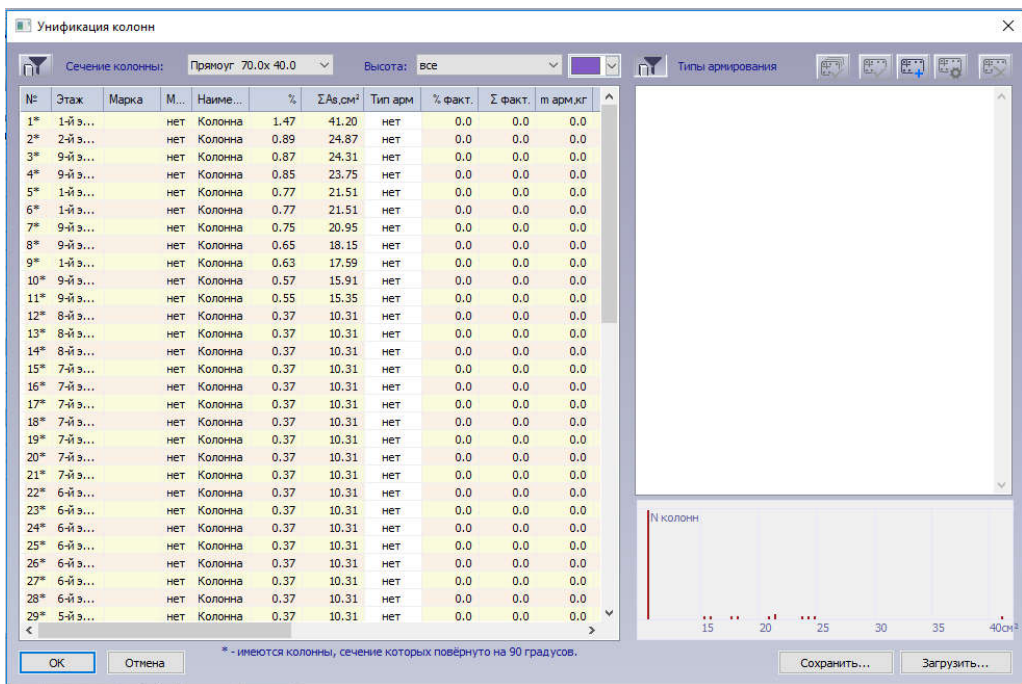 Унификация колонн
Сечение колонны: Прямоуг 70.0x 40.0 Высота: все Типы армирования
№ Этаж Марка М... Наиме... % ΣAs,см² Тип арм % факт. Σ факт. m арм,кг
1* 1-й э... нет Колонна 1.47 41.20 нет 0.0 0.0 0.0
2* 2-й э... нет Колонна 0.89 24.87 нет 0.0 0.0 0.0
3* 9-й э... нет Колонна 0.87 24.31 нет 0.0 0.0 0.0
4* 9-й э... нет Колонна 0.85 23.75 нет 0.0 0.0 0.0
5* 1-й э... нет Колонна 0.77 21.51 нет 0.0 0.0 0.0
6* 1-й э... нет Колонна 0.77 21.51 нет 0.0 0.0 0.0
7* 9-й э... нет Колонна 0.75 20.95 нет 0.0 0.0 0.0
8* 9-й э... нет Колонна 0.65 18.15 нет 0.0 0.0 0.0
9* 1-й э... нет Колонна 0.63 17.59 нет 0.0 0.0 0.0
10* 9-й э... нет Колонна 0.57 15.91 нет 0.0 0.0 0.0
11* 9-й э... нет Колонна 0.55 15.35 нет 0.0 0.0 0.0
12* 8-й э... нет Колонна 0.37 10.31 нет 0.0 0.0 0.0
13* 8-й э... нет Колонна 0.37 10.31 нет 0.0 0.0 0.0
14* 8-й э... нет Колонна 0.37 10.31 нет 0.0 0.0 0.0
15* 7-й э... нет Колонна 0.37 10.31 нет 0.0 0.0 0.0
16* 7-й э... нет Колонна 0.37 10.31 нет 0.0 0.0 0.0
17* 7-й э... нет Колонна 0.37 10.31 нет 0.0 0.0 0.0
18* 7-й э... нет Колонна 0.37 10.31 нет 0.0 0.0 0.0
19* 7-й э... нет Колонна 0.37 10.31 нет 0.0 0.0 0.0
20* 7-й э... нет Колонна 0.37 10.31 нет 0.0 0.0 0.0
21* 7-й э... нет Колонна 0.37 10.31 нет 0.0 0.0 0.0
22* 6-й э... нет Колонна 0.37 10.31 нет 0.0 0.0 0.0
23* 6-й э... нет Колонна 0.37 10.31 нет 0.0 0.0 0.0
24* 6-й э... нет Колонна 0.37 10.31 нет 0.0 0.0 0.0
25* 6-й э... нет Колонна 0.37 10.31 нет 0.0 0.0 0.0
26* 6-й э... нет Колонна 0.37 10.31 нет 0.0 0.0 0.0
27* 6-й э... нет Колонна 0.37 10.31 нет 0.0 0.0 0.0
28* 6-й э... нет Колонна 0.37 10.31 нет 0.0 0.0 0.0
29* 5-й э... нет Колонна 0.37 10.31 нет 0.0 0.0 0.0
N колонн
15 20 25 30 35 40см²
* - имеются колонны, сечение которых повёрнуто на 90 градусов.
OK Отмена Сохранить... Загрузить...